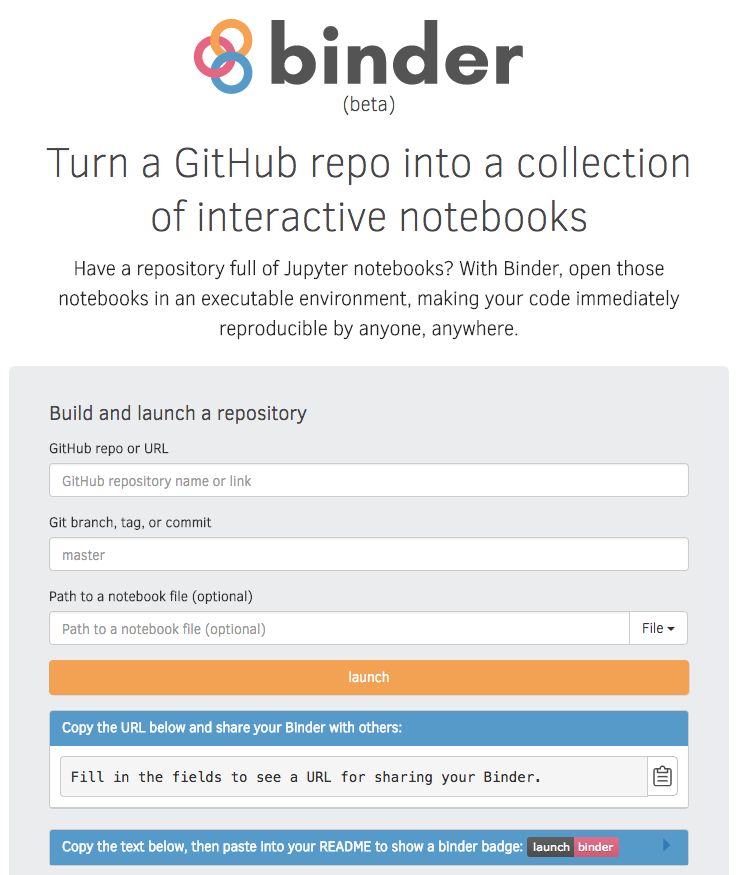 binder
(beta)
Turn a GitHub repo into a collection
of interactive notebooks
Have a repository full of Jupyter notebooks? With Binder, open those
notebooks in an executable environment, making your code immediately
reproducible by anyone, anywhere.
Build and launch a repository
GitHub repo or URL
GitHub repository name or link
Git branch, tag, or commit
master
Path to a notebook file (optional)
Path to a notebook file (optional) File
launch
Copy the URL below and share your Binder with others:
Fill in the fields to see a URL for sharing your Binder.
Copy the text below, then paste into your README to show a binder badge: launch binder